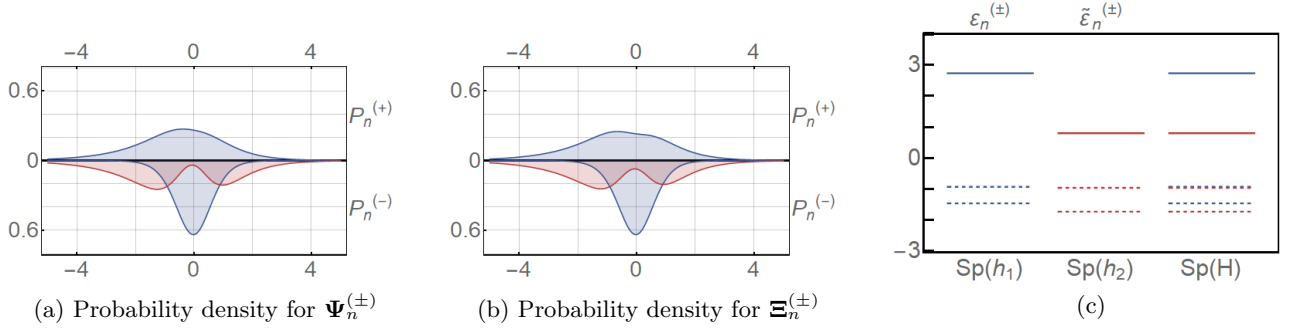 −4 0 4
0.6
0
0.6
P_n^(+)
P_n^(−)
−4 0 4
(a) Probability density for Ψ_n^(±)
−4 0 4
0.6
0
0.6
P_n^(+)
P_n^(−)
−4 0 4
(b) Probability density for Ξ_n^(±)
ε_n^(±) ε̃_n^(±)
3
0
−3
Sp(h₁) Sp(h₂) Sp(H)
(c)